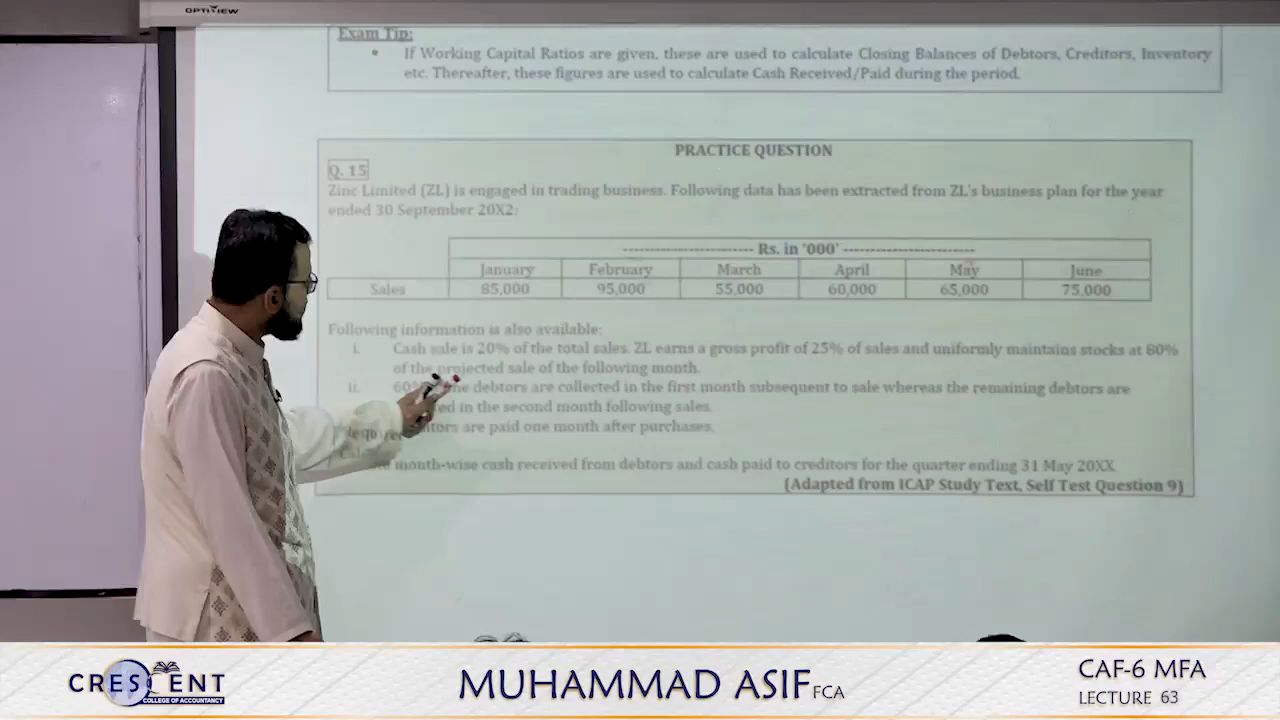 OPTIVIEW
Exam Tip:
• If Working Capital Ratios are given, these are used to calculate Closing Balances of Debtors, Creditors, Inventory
etc. Thereafter, these figures are used to calculate Cash Received/Paid during the period.
PRACTICE QUESTION
Q. 15
Zinc Limited (ZL) is engaged in trading business. Following data has been extracted from ZL's business plan for the year
ended 30 September 20X2:
------------------------ Rs. in '000' ------------------------
January February March April May June
Sales 85,000 95,000 55,000 60,000 65,000 75,000
Following information is also available:
i. Cash sale is 20% of the total sales. ZL earns a gross profit of 25% of sales and uniformly maintains stocks at 80%
of the projected sale of the following month.
ii. 60% debtors are collected in the first month subsequent to sale whereas the remaining debtors are
in the second month following sales.
are paid one month after purchases.
month-wise cash received from debtors and cash paid to creditors for the quarter ending 31 May 20XX
(Adapted from ICAP Study Text, Self Test Question 9)
CRESCENT
COLLEGE OF ACCOUNTANCY
MUHAMMAD ASIF FCA
CAF-6 MFA
LECTURE 63